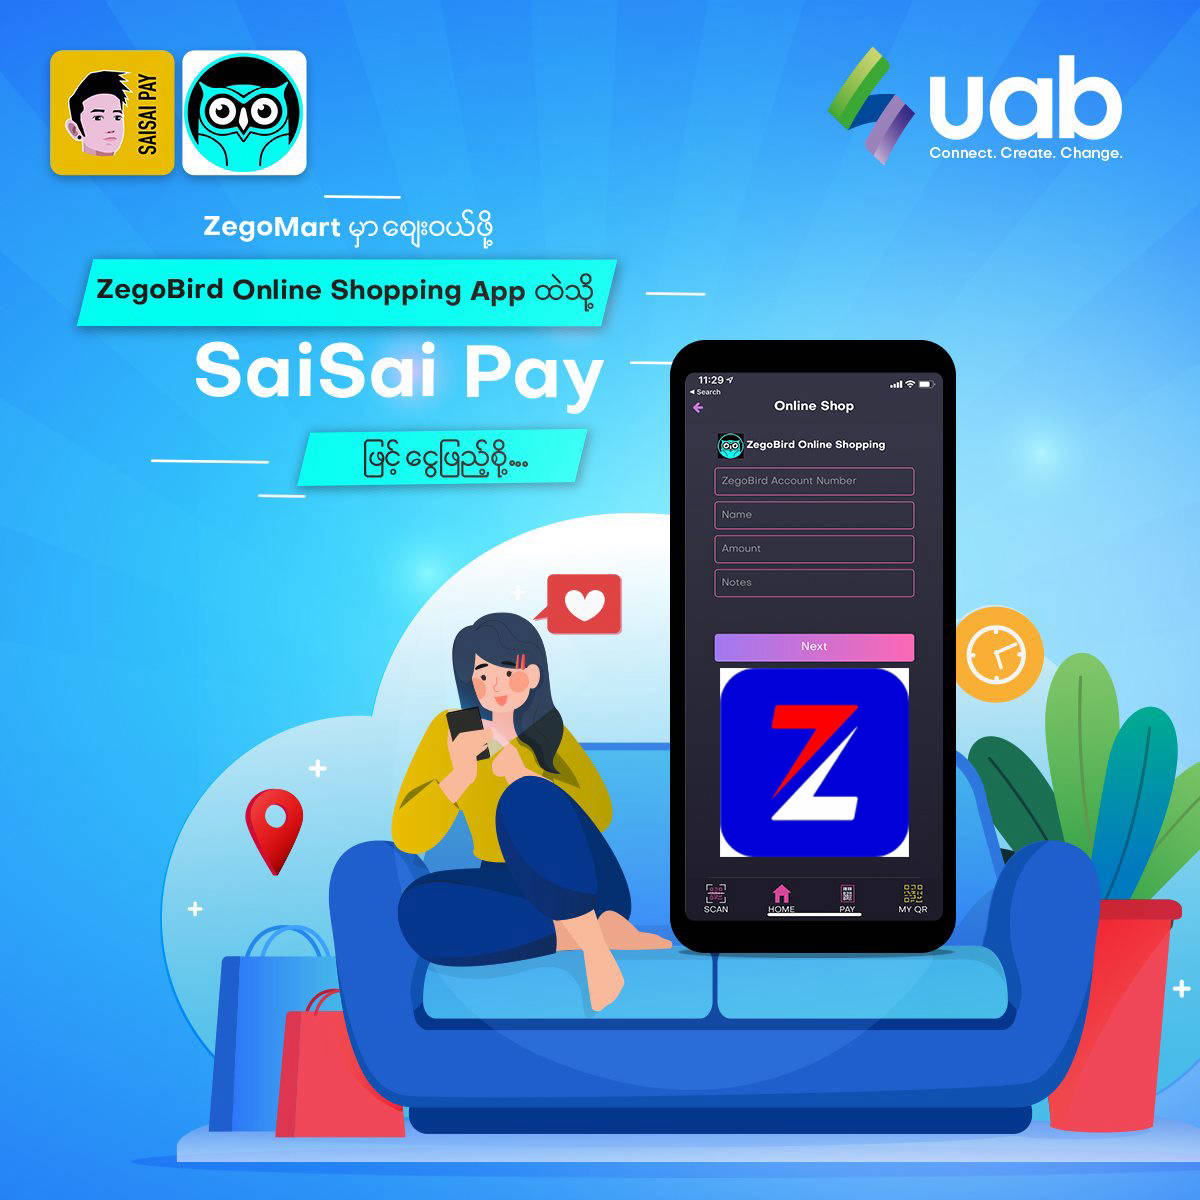 SAISAI PAY
uab
Connect. Create. Change.
ZegoMart မှာ ဈေးဝယ်ဖို့
ZegoBird Online Shopping App ထဲသို့
SaiSai Pay
ဖြင့် ငွေဖြည့်စို့...
11:29
Search
Online Shop
ZegoBird Online Shopping
ZegoBird Account Number
Name
Amount
Notes
Next
Z
SCAN HOME PAY MY QR